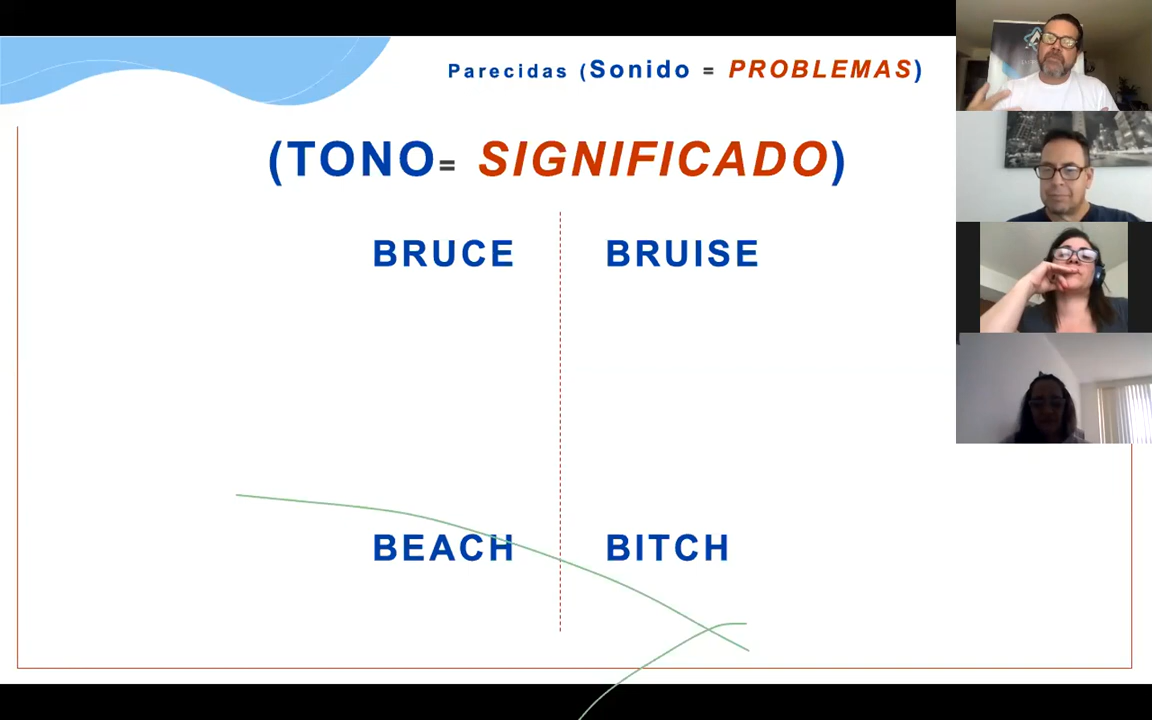 Parecidas (Sonido = PROBLEMAS)
(TONO= SIGNIFICADO)
BRUCE BRUISE
BEACH BITCH